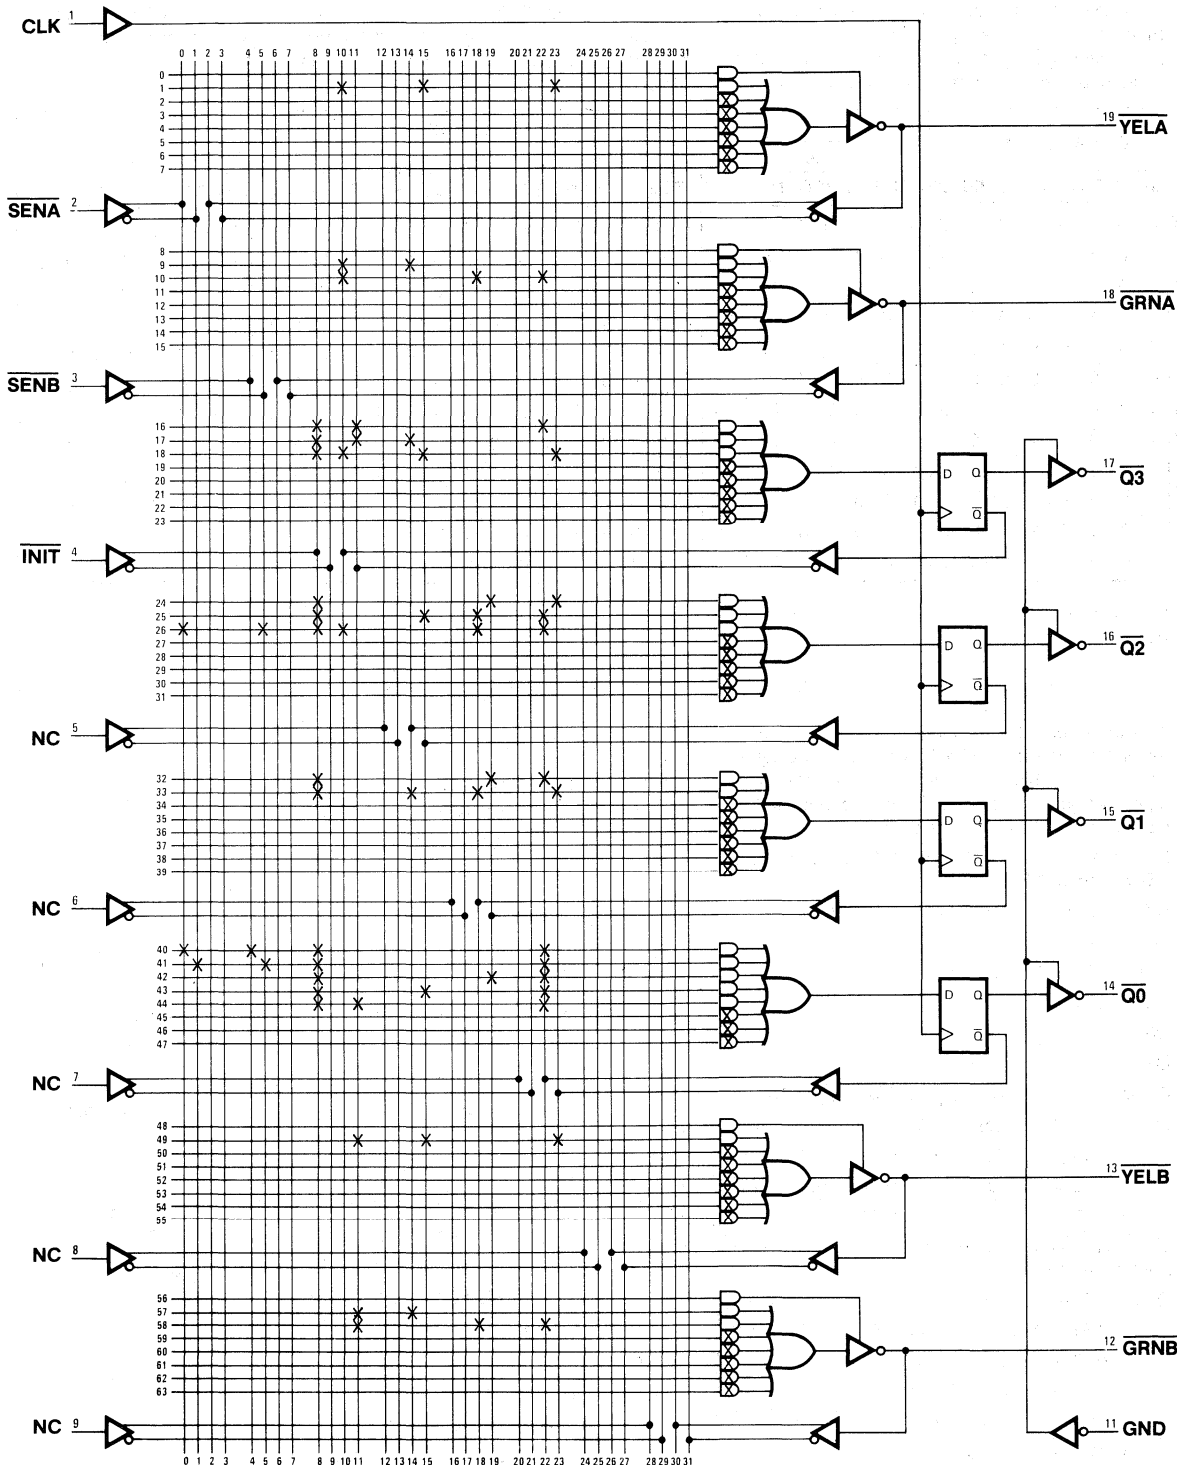 CLK 1
0 1 2 3 4 5 6 7 8 9 10 11 12 13 14 15 16 17 18 19 20 21 22 23 24 25 26 27 28 29 30 31
0
1
2
3
4
5
6
7
19 YELA
SENA 2
8
9
10
11
12
13
14
15
18 GRNA
SENB 3
16
17
18
19
20
21
22
23
D Q
Q
17 Q3
INIT 4
24
25
26
27
28
29
30
31
D Q
Q
16 Q2
NC 5
32
33
34
35
36
37
38
39
D Q
Q
15 Q1
NC 6
40
41
42
43
44
45
46
47
D Q
Q
14 Q0
NC 7
48
49
50
51
52
53
54
55
13 YELB
NC 8
56
57
58
59
60
61
62
63
12 GRNB
NC 9
11 GND
0 1 2 3 4 5 6 7 8 9 10 11 12 13 14 15 16 17 18 19 20 21 22 23 24 25 26 27 28 29 30 31